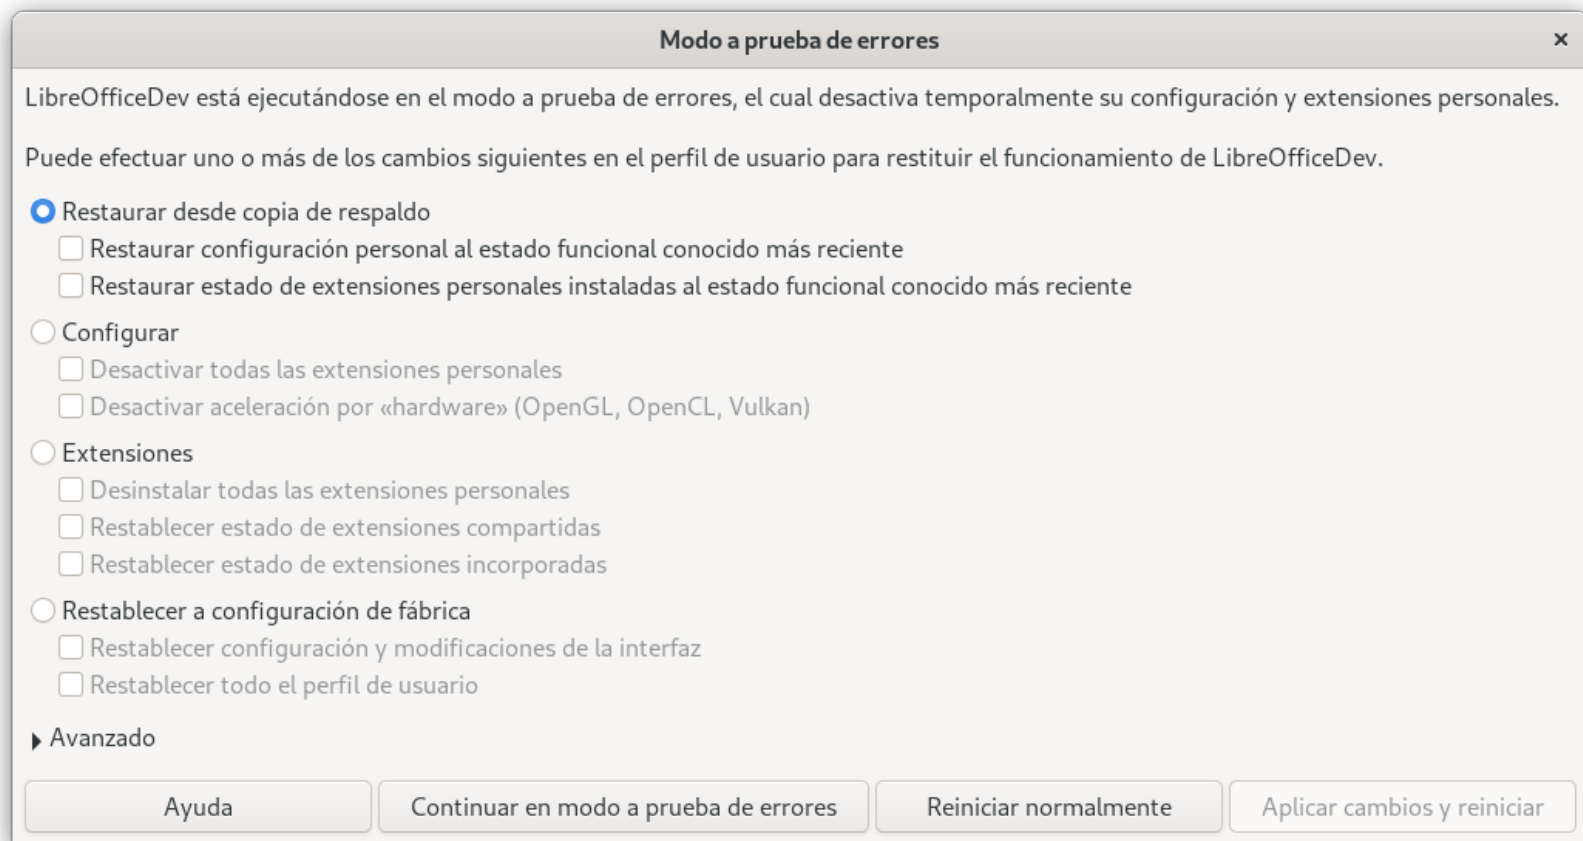 Modo a prueba de errores
LibreOfficeDev está ejecutándose en el modo a prueba de errores, el cual desactiva temporalmente su configuración y extensiones personales.
Puede efectuar uno o más de los cambios siguientes en el perfil de usuario para restituir el funcionamiento de LibreOfficeDev.
Restaurar desde copia de respaldo
Restaurar configuración personal al estado funcional conocido más reciente
Restaurar estado de extensiones personales instaladas al estado funcional conocido más reciente
Configurar
Desactivar todas las extensiones personales
Desactivar aceleración por «hardware» (OpenGL, OpenCL, Vulkan)
Extensiones
Desinstalar todas las extensiones personales
Restablecer estado de extensiones compartidas
Restablecer estado de extensiones incorporadas
Restablecer a configuración de fábrica
Restablecer configuración y modificaciones de la interfaz
Restablecer todo el perfil de usuario
Avanzado
Ayuda Continuar en modo a prueba de errores Reiniciar normalmente Aplicar cambios y reiniciar